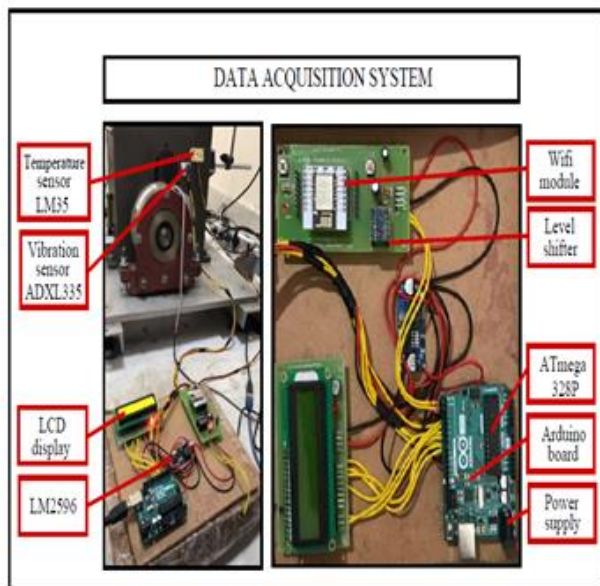 DATA ACQUISITION SYSTEM
Temperature
sensor
LM35
Vibration
sensor
ADXL335
LCD
display
LM2596
Wifi
module
Level
shifter
ATmega
328P
Arduino
board
Power
supply